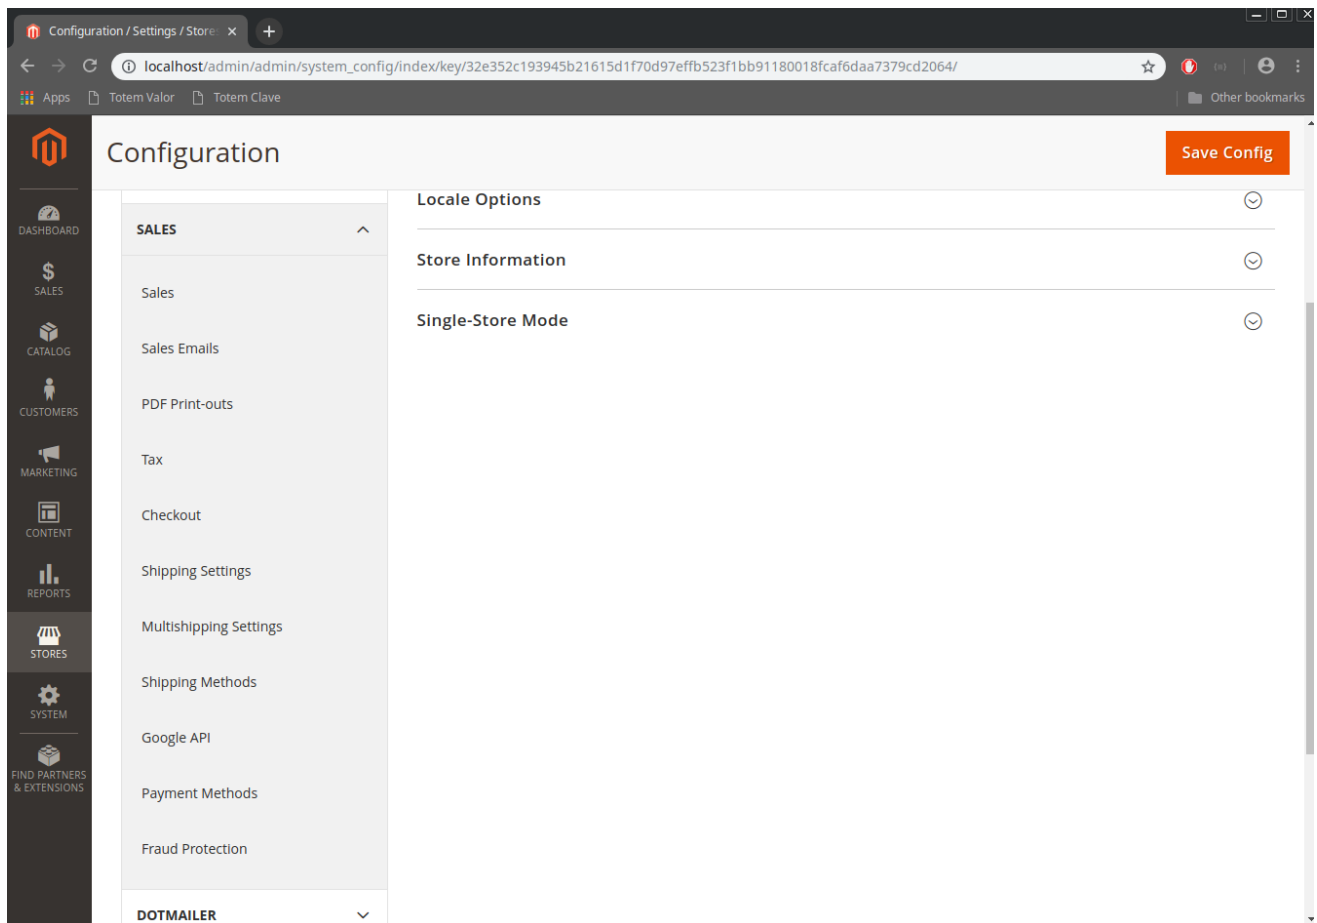 Configuration / Settings / Store
localhost/admin/admin/system_config/index/key/32e352c193945b21615d1f70d97effb523f1bb91180018fcaf6daa7379cd2064/
Apps Totem Valor Totem Clave Other bookmarks
Configuration
Save Config
DASHBOARD
SALES
CATALOG
CUSTOMERS
MARKETING
CONTENT
REPORTS
STORES
SYSTEM
FIND PARTNERS
& EXTENSIONS
SALES
Sales
Sales Emails
PDF Print-outs
Tax
Checkout
Shipping Settings
Multishipping Settings
Shipping Methods
Google API
Payment Methods
Fraud Protection
DOTMAILER
Locale Options
Store Information
Single-Store Mode